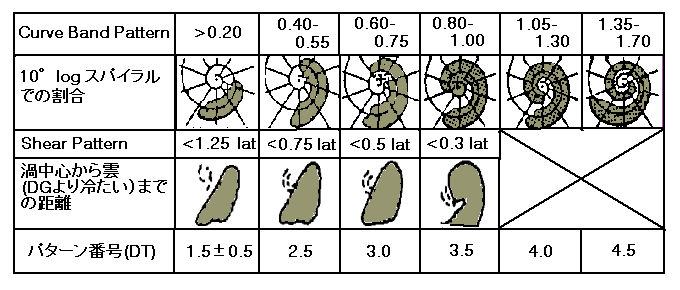 Curve Band Pattern
>0.20
0.40-
0.55
0.60-
0.75
0.80-
1.00
1.05-
1.30
1.35-
1.70
10°logスパイラル
での割合
Shear Pattern
<1.25 lat
<0.75 lat
<0.5 lat
<0.3 lat
渦中心から雲
(DGより冷たい)まで
の距離
パターン番号(DT)
1.5±0.5
2.5
3.0
3.5
4.0
4.5